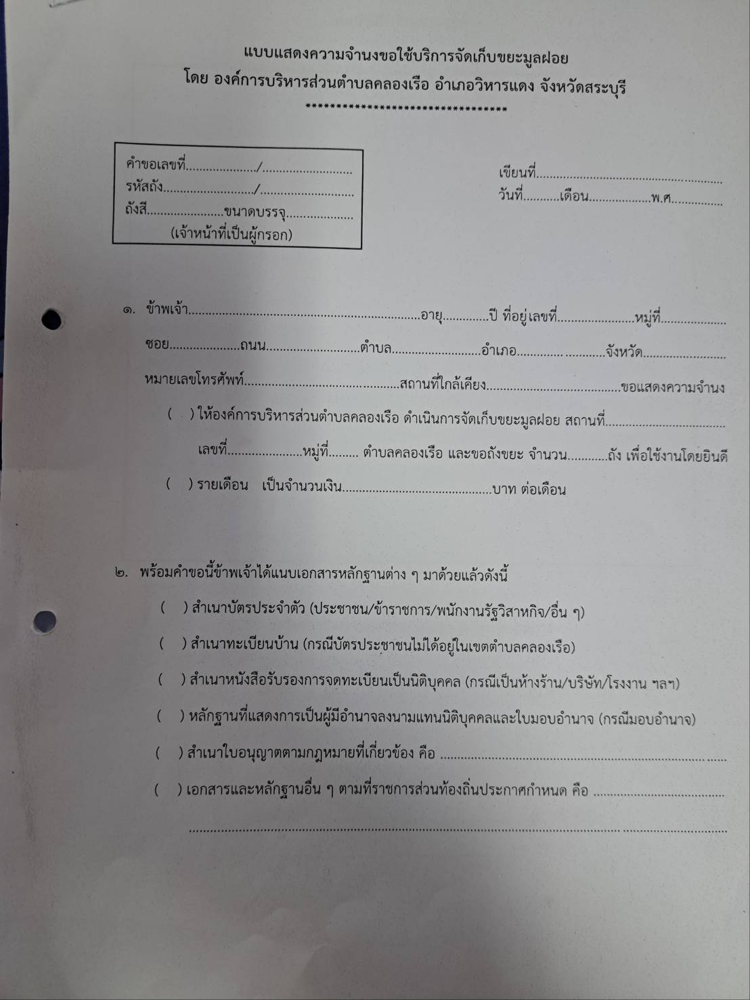 แบบแสดงความจำนงขอใช้บริการจัดเก็บขยะมูลฝอย
โดย องค์การบริหารส่วนตำบลคลองเรือ อำเภอวิหารแดง จังหวัดสระบุรี
*********************************
คำขอเลขที่...................../...........................
รหัสถัง.........................../............................
ถังสี.......................ขนาดบรรจุ....................
(เจ้าหน้าที่เป็นผู้กรอก)
เขียนที่.......................................................
วันที่...........เดือน...................พ.ศ................
๑. ข้าพเจ้า.....................................................................อายุ..............ปี ที่อยู่เลขที่.......................หมู่ที่....................
ซอย.....................ถนน............................ตำบล...........................อำเภอ..........................จังหวัด.........................
หมายเลขโทรศัพท์...............................................สถานที่ใกล้เคียง........................................ขอแสดงความจำนง
( ) ให้องค์การบริหารส่วนตำบลคลองเรือ ดำเนินการจัดเก็บขยะมูลฝอย สถานที่....................................
เลขที่.......................หมู่ที่......... ตำบลคลองเรือ และขอถังขยะ จำนวน............ถัง เพื่อใช้งานโดยยินดี
( ) รายเดือน เป็นจำนวนเงิน.............................................บาท ต่อเดือน
๒. พร้อมคำขอนี้ข้าพเจ้าได้แนบเอกสารหลักฐานต่าง ๆ มาด้วยแล้วดังนี้
( ) สำเนาบัตรประจำตัว (ประชาชน/ข้าราชการ/พนักงานรัฐวิสาหกิจ/อื่น ๆ)
( ) สำเนาทะเบียนบ้าน (กรณีบัตรประชาชนไม่ได้อยู่ในเขตตำบลคลองเรือ)
( ) สำเนาหนังสือรับรองการจดทะเบียนเป็นนิติบุคคล (กรณีเป็นห้างร้าน/บริษัท/โรงงาน ฯลฯ)
( ) หลักฐานที่แสดงการเป็นผู้มีอำนาจลงนามแทนนิติบุคคลและใบมอบอำนาจ (กรณีมอบอำนาจ)
( ) สำเนาใบอนุญาตตามกฎหมายที่เกี่ยวข้อง คือ .....................................................................................
( ) เอกสารและหลักฐานอื่น ๆ ตามที่ราชการส่วนท้องถิ่นประกาศกำหนด คือ .......................................
................................................................................................................................................................